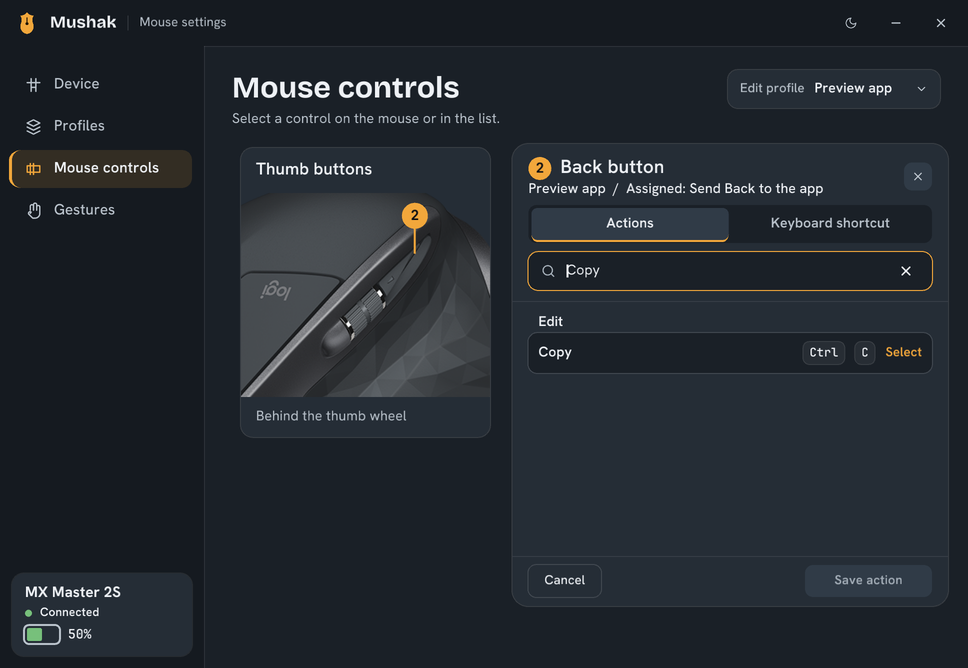 Mushak
Mouse settings
Device
Profiles
Mouse controls
Gestures
MX Master 2S
Connected
50%
Mouse controls
Select a control on the mouse or in the list.
Edit profile Preview app
Thumb buttons
2
logi
Behind the thumb wheel
2 Back button
Preview app / Assigned: Send Back to the app
Actions Keyboard shortcut
Copy
Edit
Copy Ctrl C Select
Cancel Save action